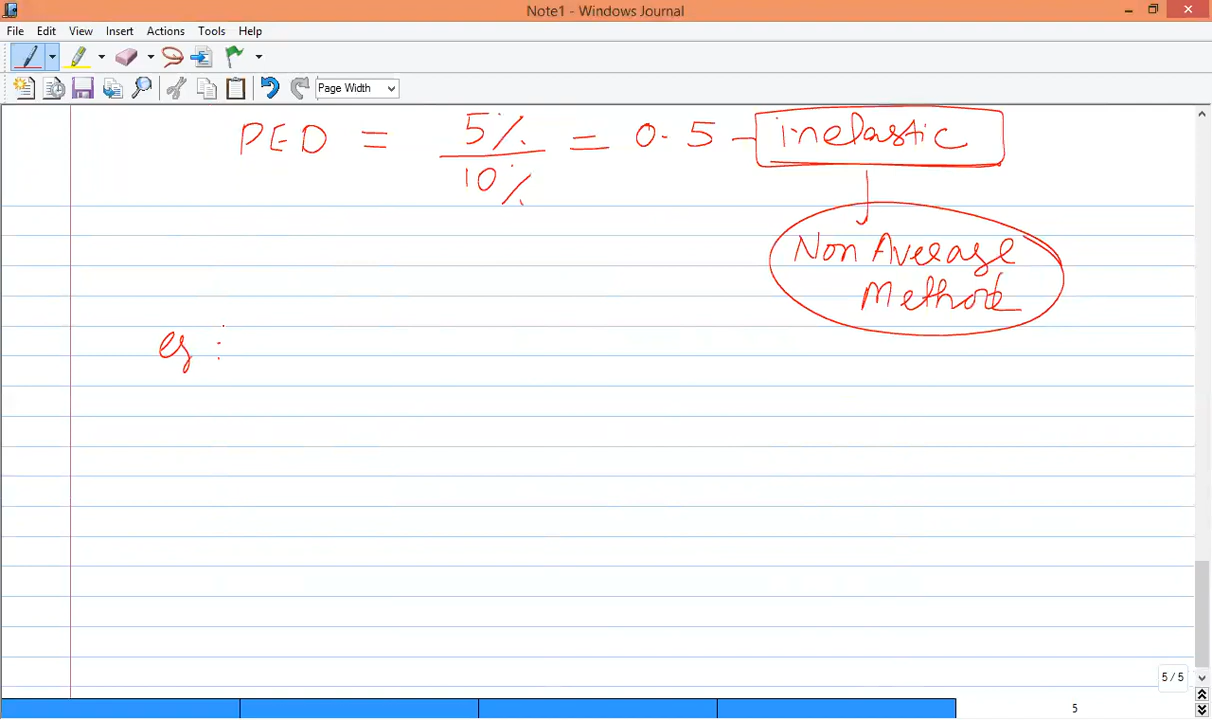 Note1 - Windows Journal
File Edit View Insert Actions Tools Help
Page Width
PED = 5% / 10% = 0.5 - inelastic
Non Average
Method
eg :
5 / 5
5